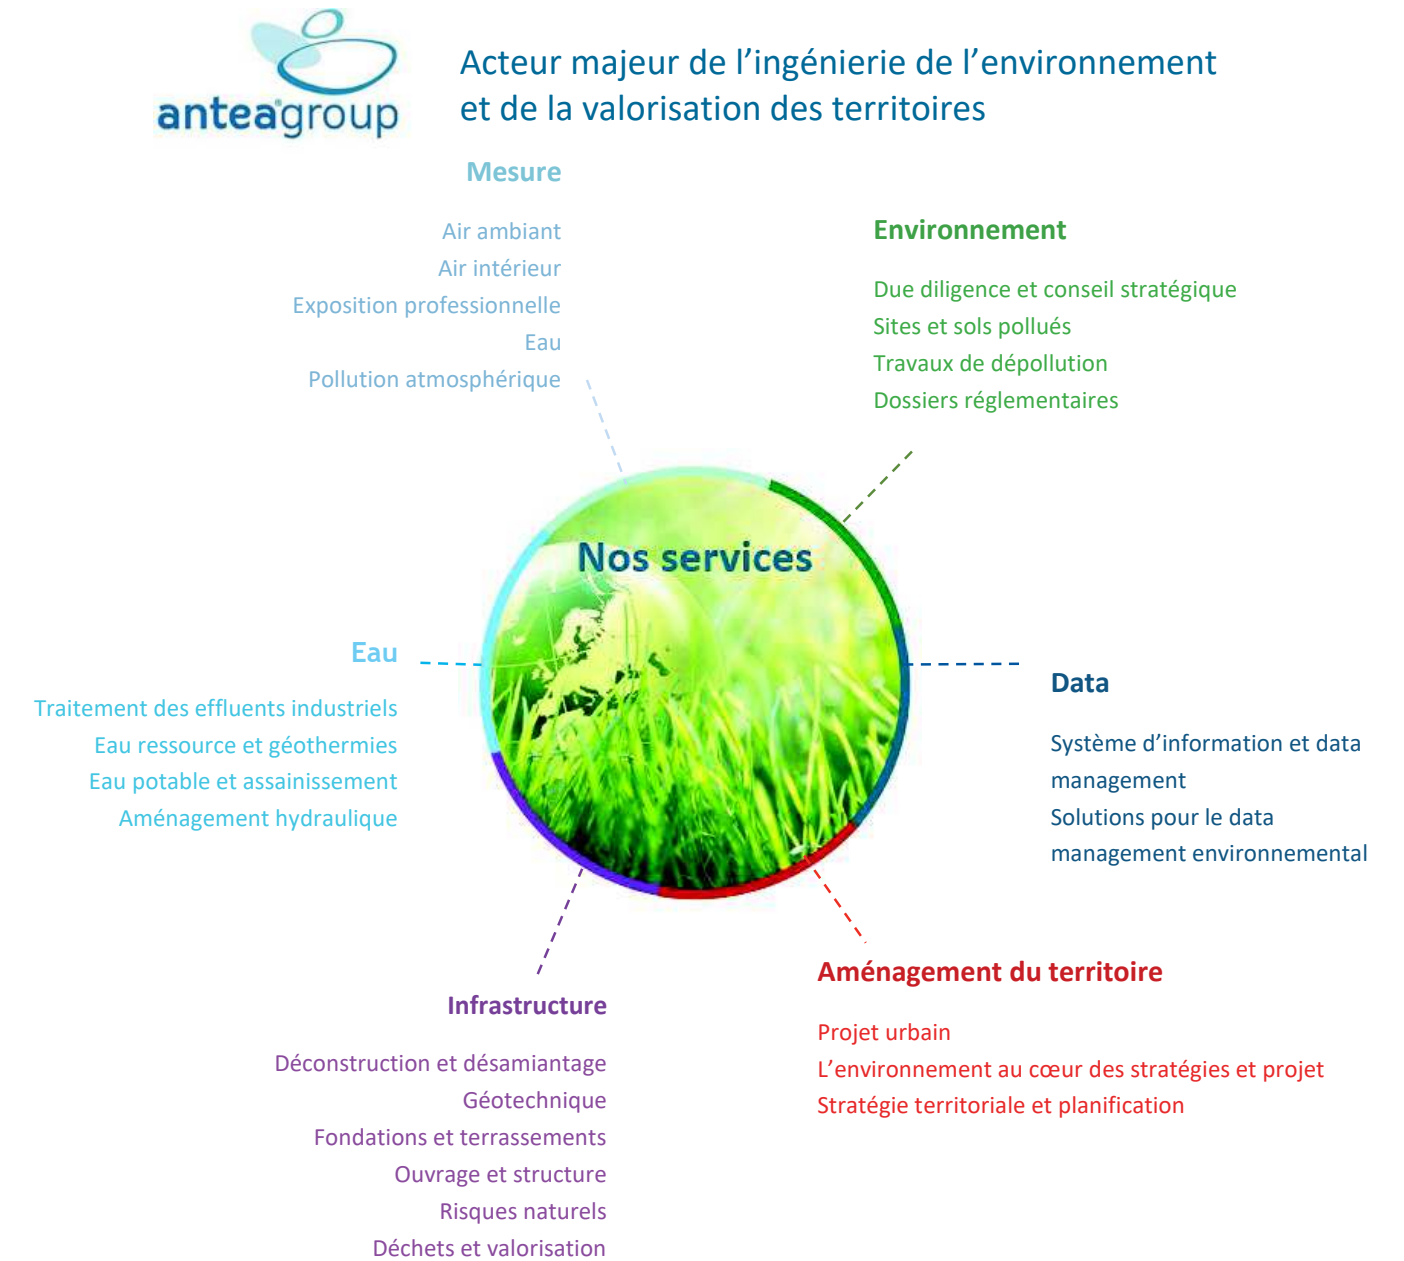 anteagroup
Acteur majeur de l’ingénierie de l’environnement
et de la valorisation des territoires
Mesure
Air ambiant
Air intérieur
Exposition professionnelle
Eau
Pollution atmosphérique
Environnement
Due diligence et conseil stratégique
Sites et sols pollués
Travaux de dépollution
Dossiers réglementaires
Nos services
Eau
Traitement des effluents industriels
Eau ressource et géothermies
Eau potable et assainissement
Aménagement hydraulique
Data
Système d’information et data
management
Solutions pour le data
management environnemental
Infrastructure
Déconstruction et désamiantage
Géotechnique
Fondations et terrassements
Ouvrage et structure
Risques naturels
Déchets et valorisation
Aménagement du territoire
Projet urbain
L’environnement au cœur des stratégies et projet
Stratégie territoriale et planification